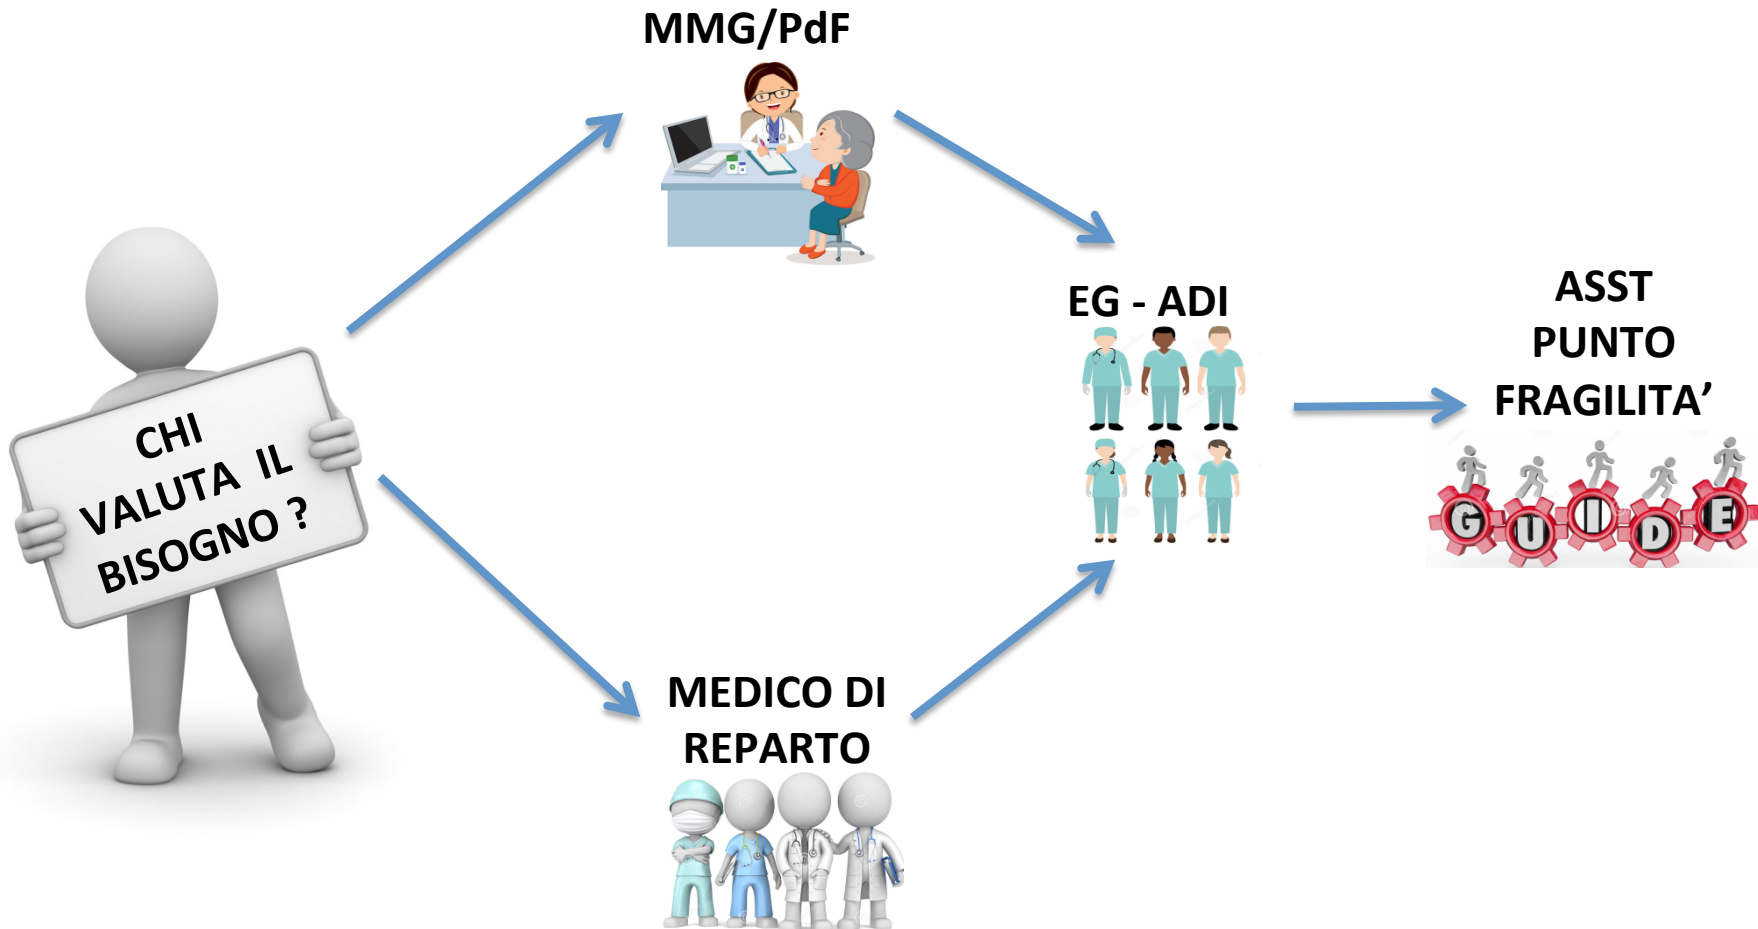 MMG/PdF
CHI
VALUTA IL
BISOGNO ?
MEDICO DI
REPARTO
EG - ADI
ASST
PUNTO
FRAGILITA’
GUIDE